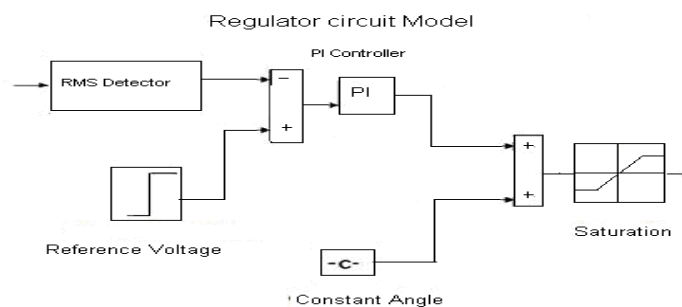 Regulator circuit Model
PI Controller
RMS Detector
−
+
PI
+
+
Reference Voltage
Saturation
-C-
Constant Angle